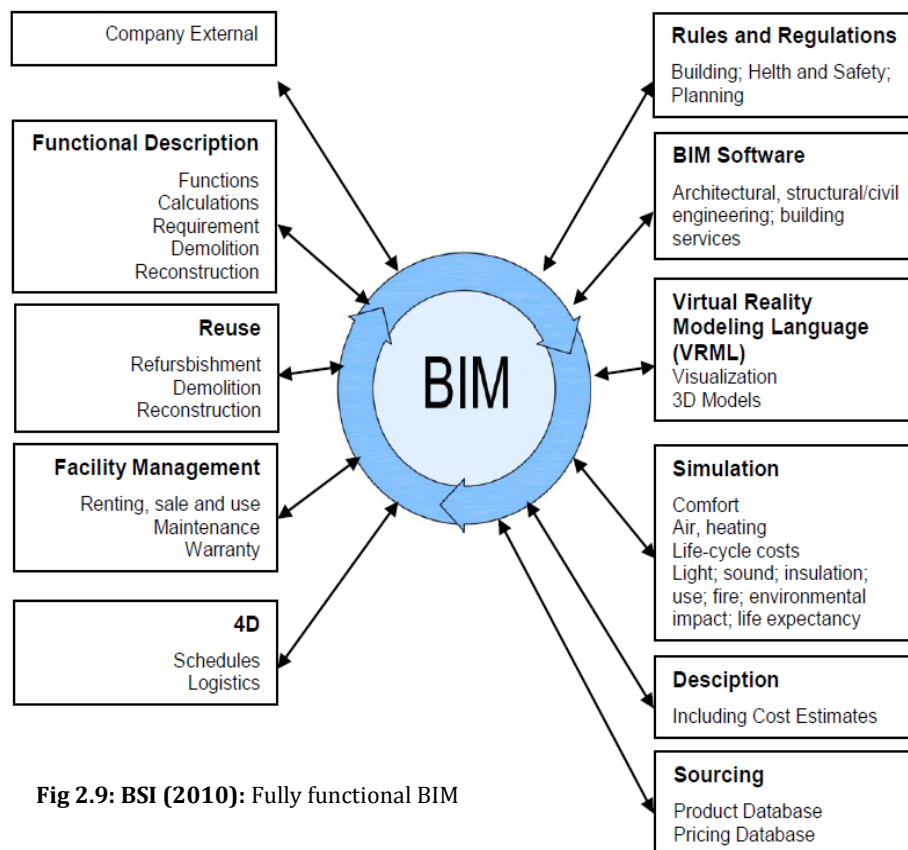 Company External
Functional Description
Functions
Calculations
Requirement
Demolition
Reconstruction
Reuse
Refursbishment
Demolition
Reconstruction
Facility Management
Renting, sale and use
Maintenance
Warranty
4D
Schedules
Logistics
BIM
Rules and Regulations
Building; Helth and Safety;
Planning
BIM Software
Architectural, structural/civil
engineering; building
services
Virtual Reality
Modeling Language
(VRML)
Visualization
3D Models
Simulation
Comfort
Air, heating
Life-cycle costs
Light; sound; insulation;
use; fire; environmental
impact; life expectancy
Desciption
Including Cost Estimates
Sourcing
Product Database
Pricing Database
Fig 2.9: BSI (2010): Fully functional BIM